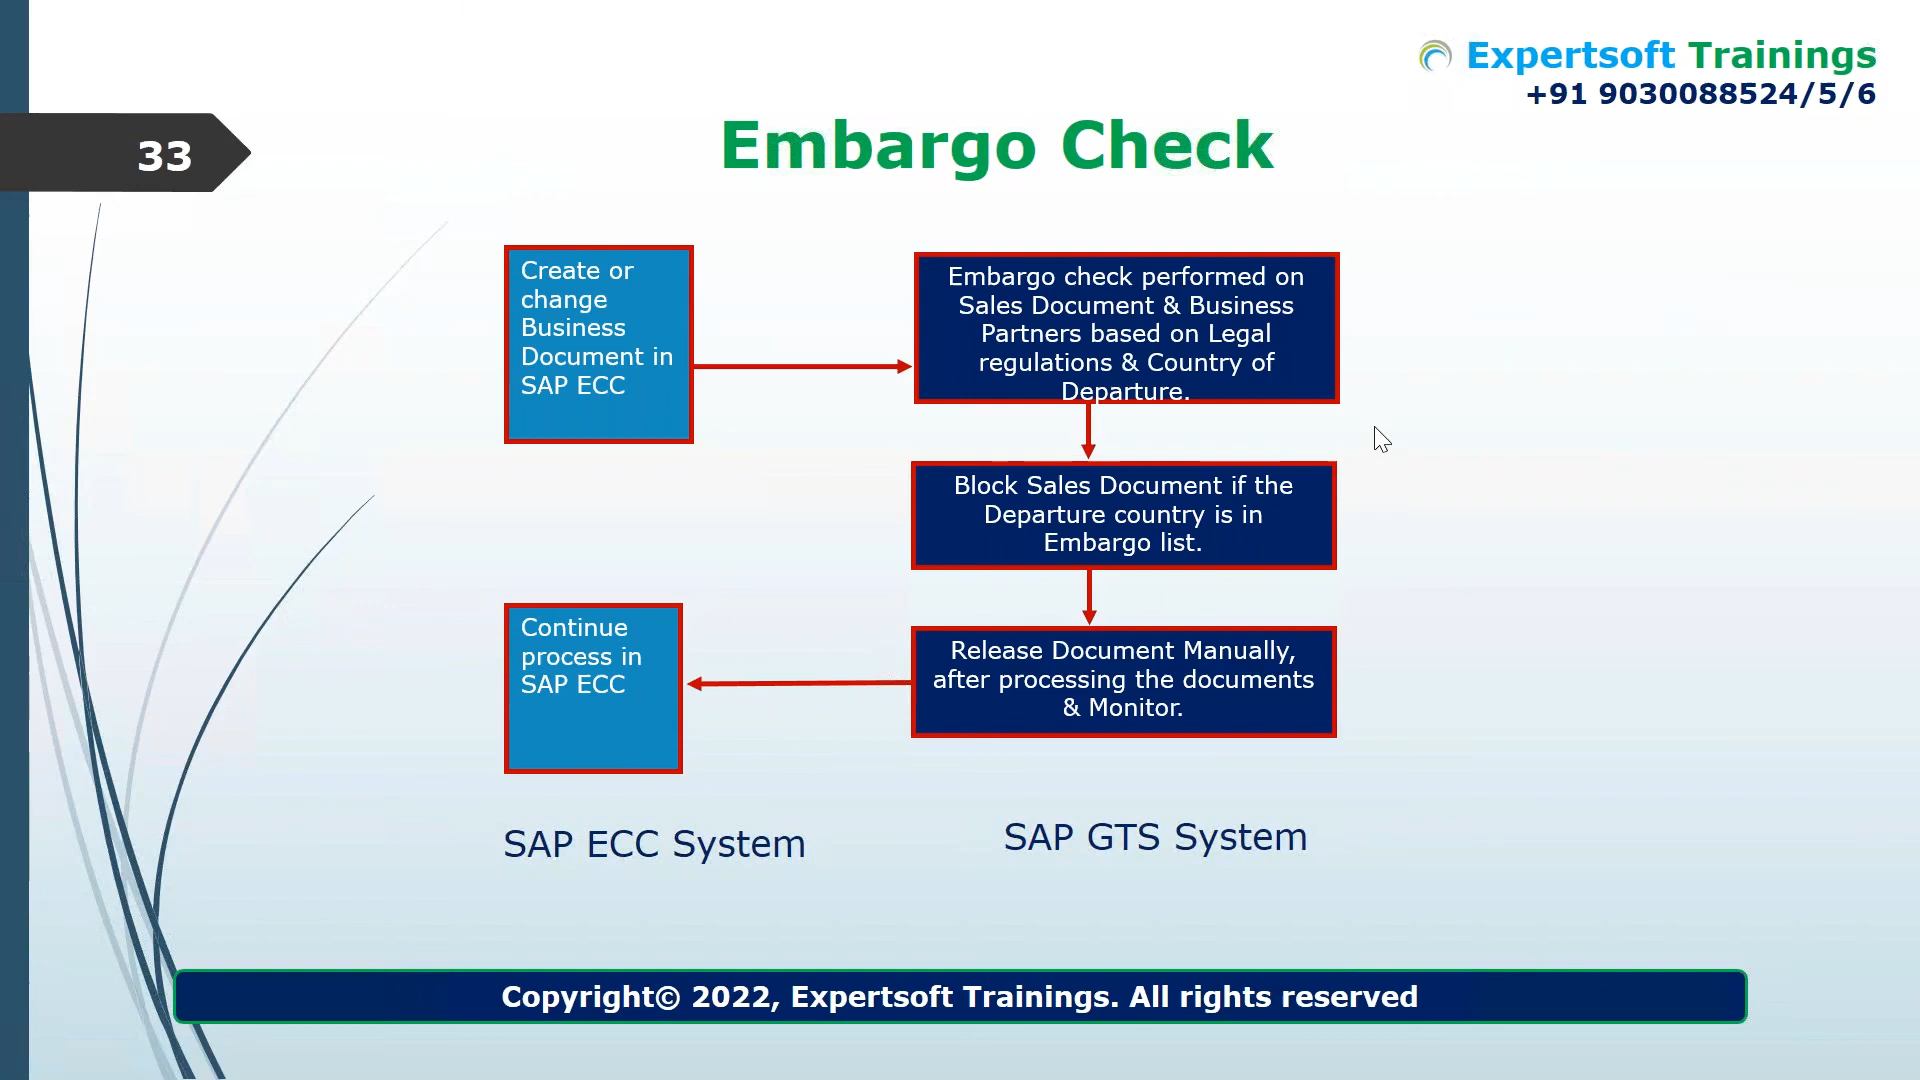 Expertsoft Trainings
+91 9030088524/5/6
33
Embargo Check
Create or
change
Business
Document in
SAP ECC
Embargo check performed on
Sales Document & Business
Partners based on Legal
regulations & Country of
Departure.
Block Sales Document if the
Departure country is in
Embargo list.
Continue
process in
SAP ECC
Release Document Manually,
after processing the documents
& Monitor.
SAP ECC System
SAP GTS System
Copyright© 2022, Expertsoft Trainings. All rights reserved